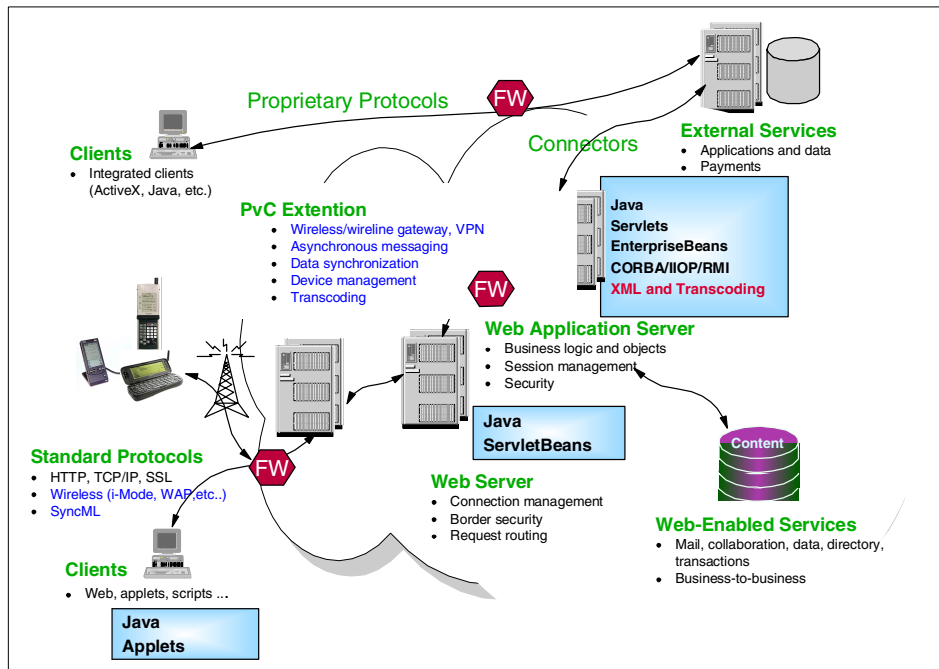 FW
Proprietary Protocols
Connectors
External Services
• Applications and data
• Payments
Clients
• Integrated clients
(ActiveX, Java, etc.)
PvC Extention
• Wireless/wireline gateway, VPN
• Asynchronous messaging
• Data synchronization
• Device management
• Transcoding
Java
Servlets
EnterpriseBeans
CORBA/IIOP/RMI
XML and Transcoding
FW
Web Application Server
• Business logic and objects
• Session management
• Security
Java
ServletBeans
Content
Standard Protocols
• HTTP, TCP/IP, SSL
• Wireless (i-Mode, WAP,etc..)
• SyncML
FW
Web Server
• Connection management
• Border security
• Request routing
Web-Enabled Services
• Mail, collaboration, data, directory,
transactions
• Business-to-business
Clients
• Web, applets, scripts ...
Java
Applets